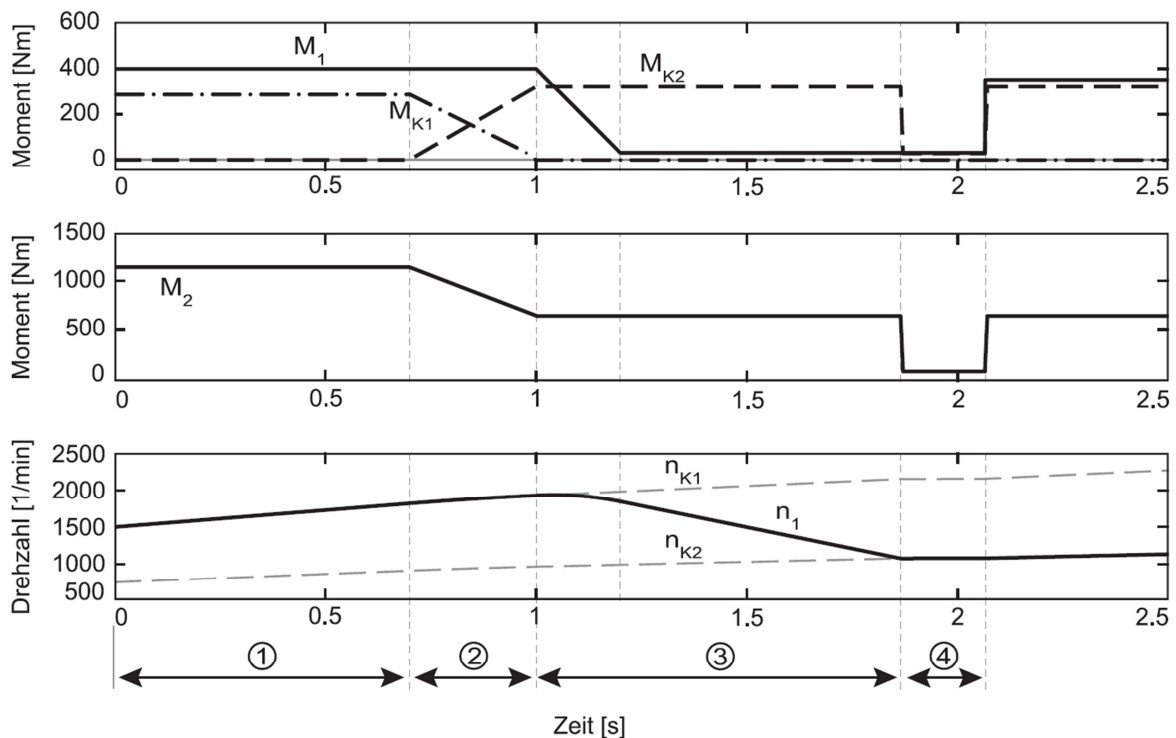 Moment [Nm]
600
400
200
0
M1
MK1
MK2
0
0.5
1
1.5
2
2.5
Moment [Nm]
1500
1000
500
0
M2
0
0.5
1
1.5
2
2.5
Drehzahl [1/min]
2500
2000
1500
1000
500
nK1
n1
nK2
0
0.5
1
1.5
2
2.5
① ② ③ ④
Zeit [s]